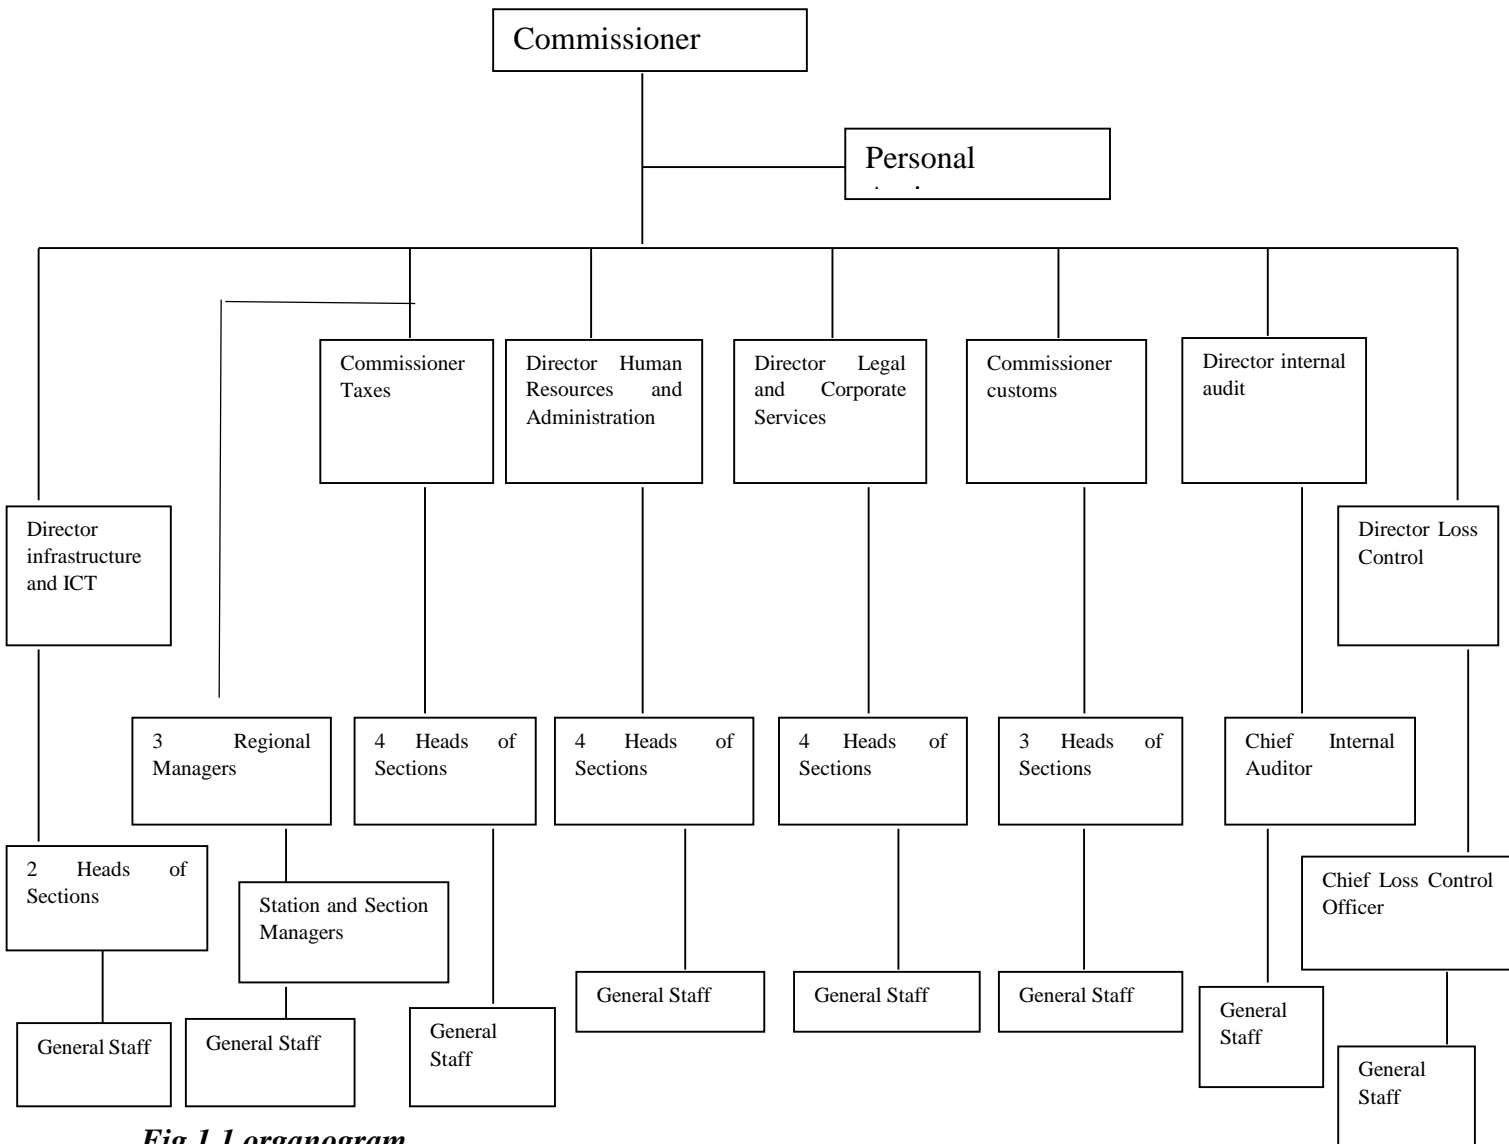 Commissioner
Personal
Commissioner
Taxes
Director Human
Resources and
Administration
Director Legal
and Corporate
Services
Commissioner
customs
Director internal
audit
Director
infrastructure
and ICT
Director Loss
Control
3 Regional
Managers
4 Heads of
Sections
4 Heads of
Sections
4 Heads of
Sections
3 Heads of
Sections
Chief Internal
Auditor
2 Heads of
Sections
Station and Section
Managers
Chief Loss Control
Officer
General Staff
General Staff
General Staff
General
Staff
General
Staff
General Staff
General Staff
General
Staff
Fig 1.1 organogram